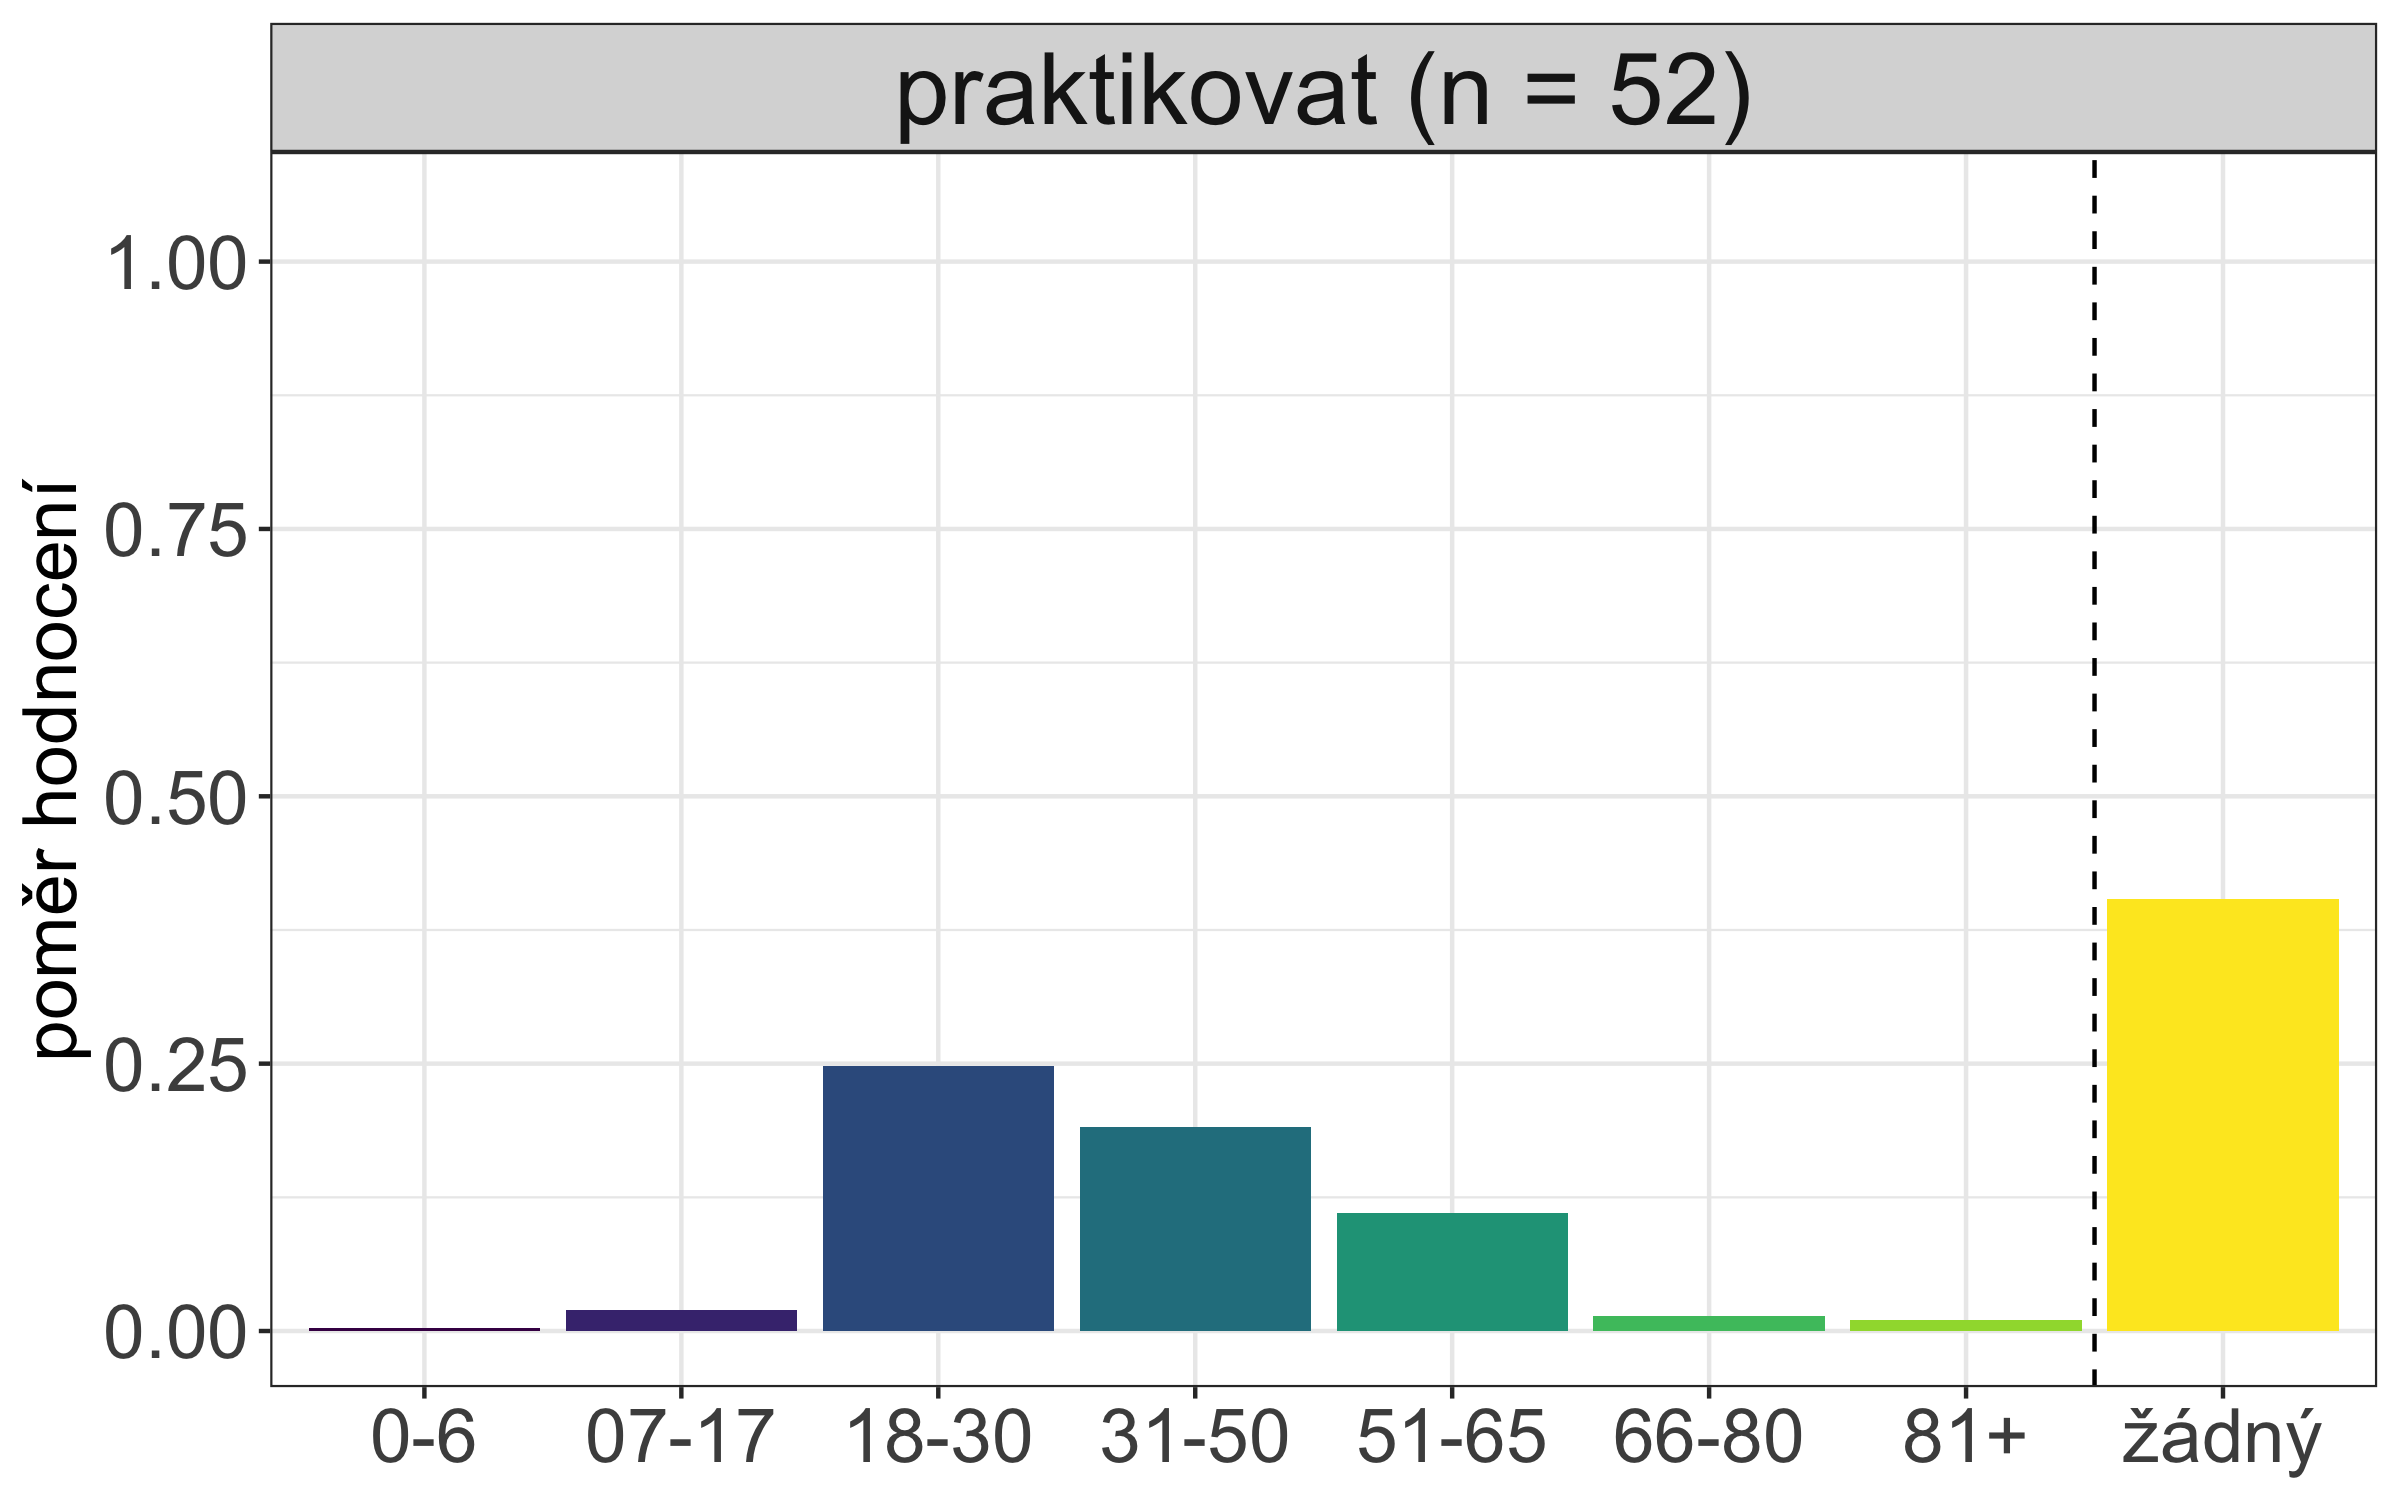 praktikovat (n = 52)
poměr hodnocení
1.00
0.75
0.50
0.25
0.00
0-6 07-17 18-30 31-50 51-65 66-80 81+ žádný